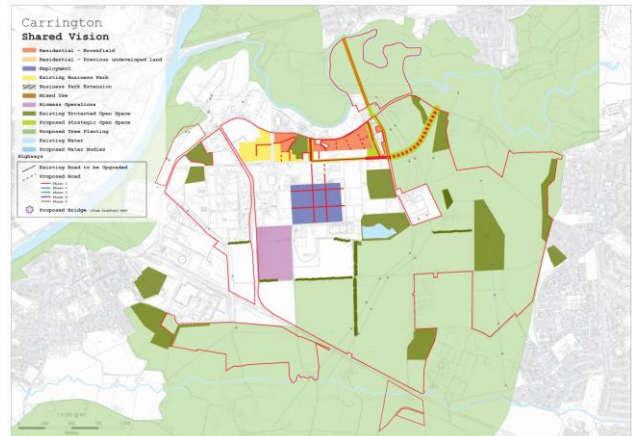 Carrington
Shared Vision
Residential - Brownfield
Residential - Previous undeveloped land
Employment
Existing Business Park
Business Park Extension
Mixed Use
Biomass Operations
Existing Protected Open Space
Proposed Strategic Open Space
Proposed Tree Planting
Existing Water
Proposed Water Bodies
Highways
Existing Road to be Upgraded
Proposed Road
Phase 1
Phase 2
Phase 3
Phase 4
Proposed Bridge